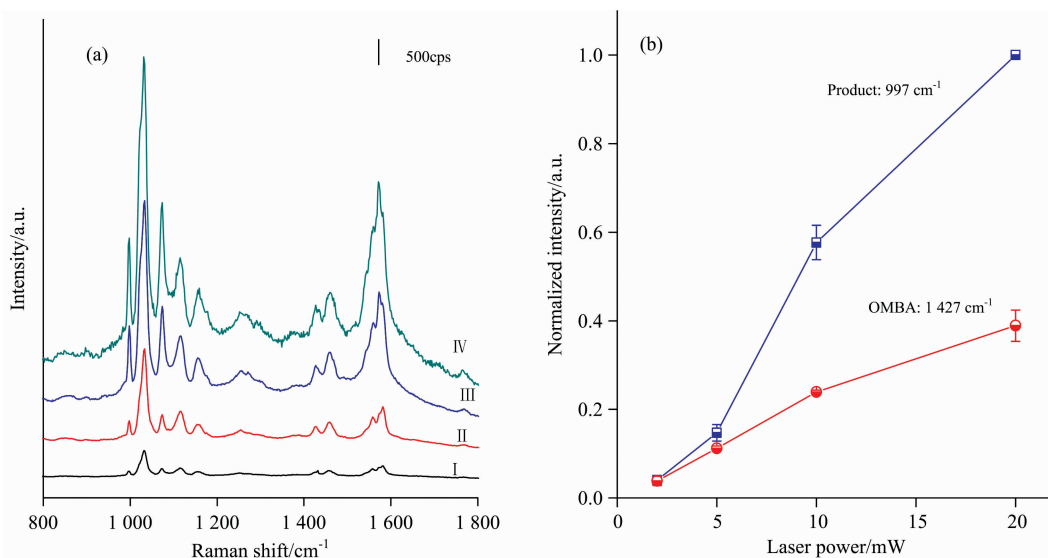 (a)
500cps
IV
III
II
I
Intensity/a.u.
800
1 000
1 200
1 400
1 600
1 800
Raman shift/cm⁻¹
(b)
Product: 997 cm⁻¹
OMBA: 1 427 cm⁻¹
Normalized intensity/a.u.
1.0
0.8
0.6
0.4
0.2
0.0
0
5
10
15
20
Laser power/mW